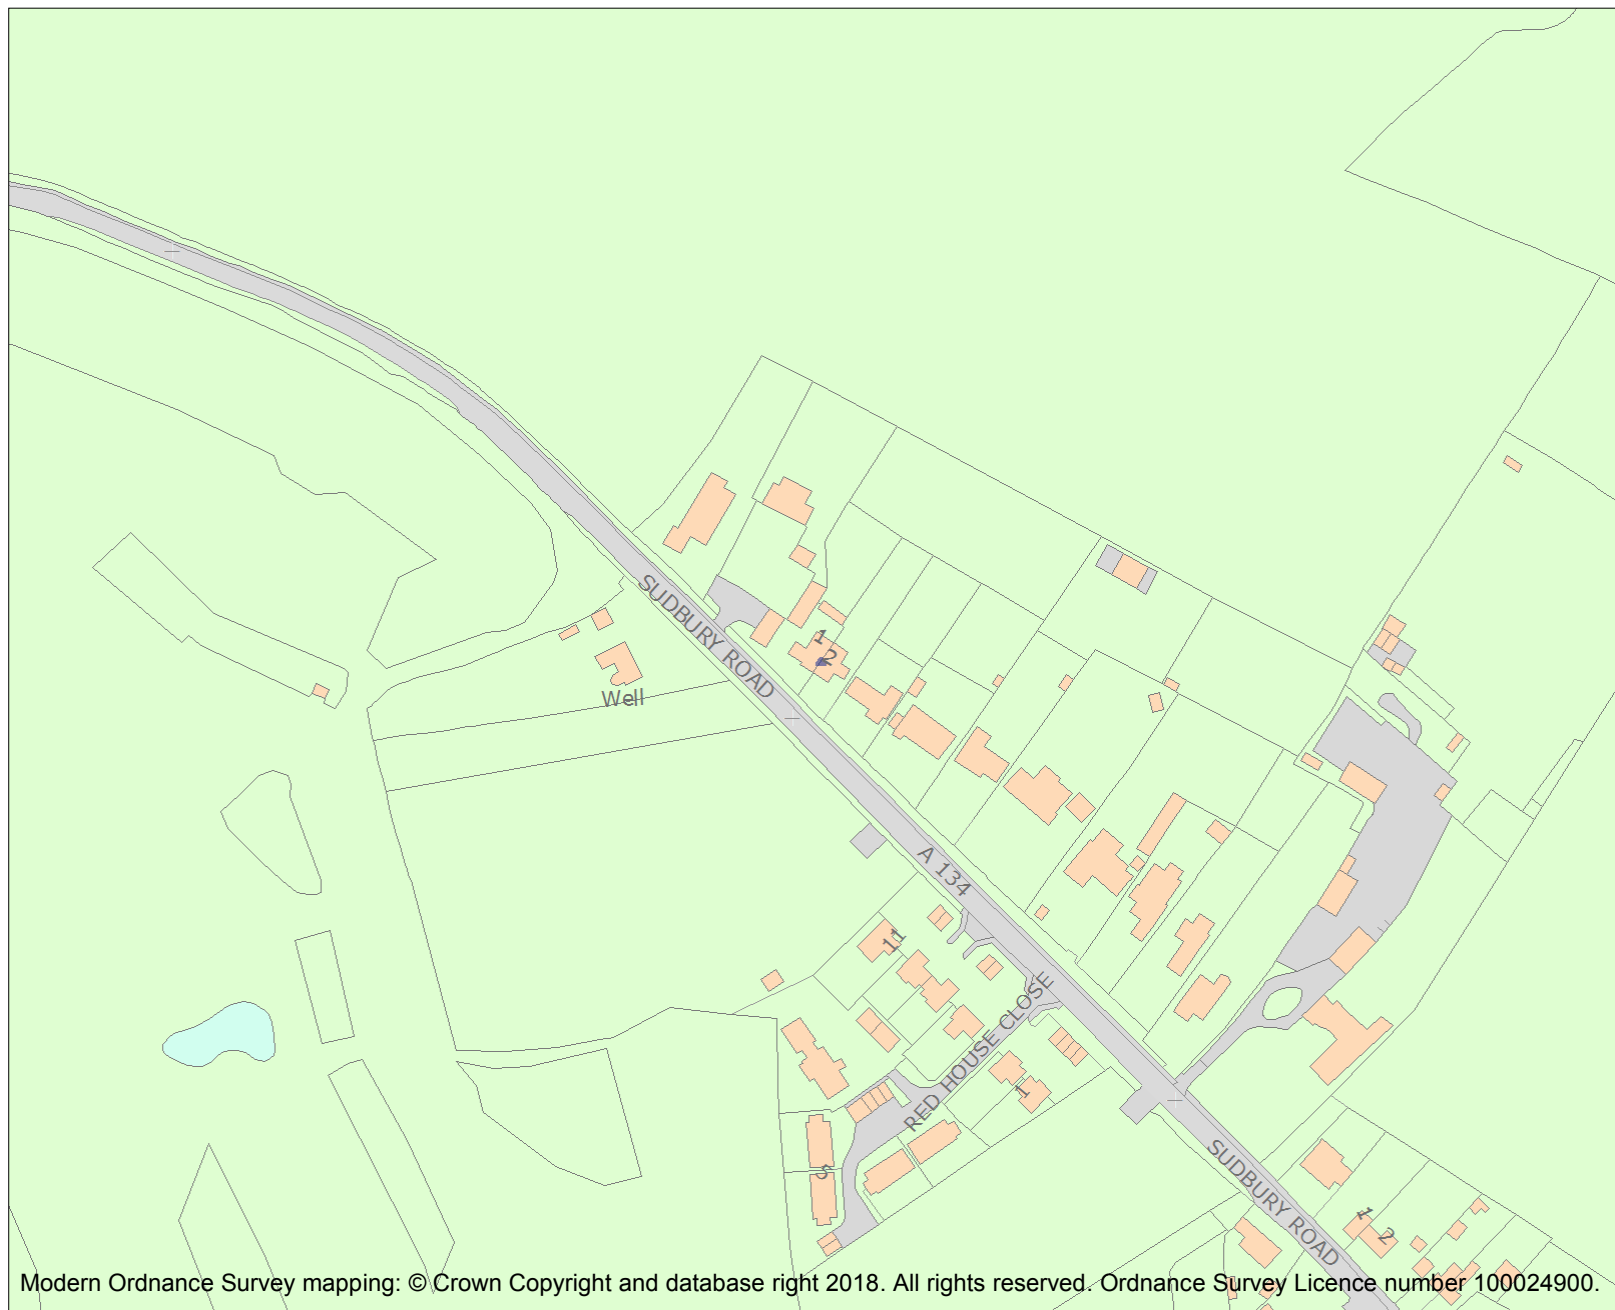 SUDBURY ROAD
1
2
Well
A 134
11
RED HOUSE CLOSE
1
5
SUDBURY ROAD
1
2
Modern Ordnance Survey mapping: © Crown Copyright and database right 2018. All rights reserved. Ordnance Survey Licence number 100024900.